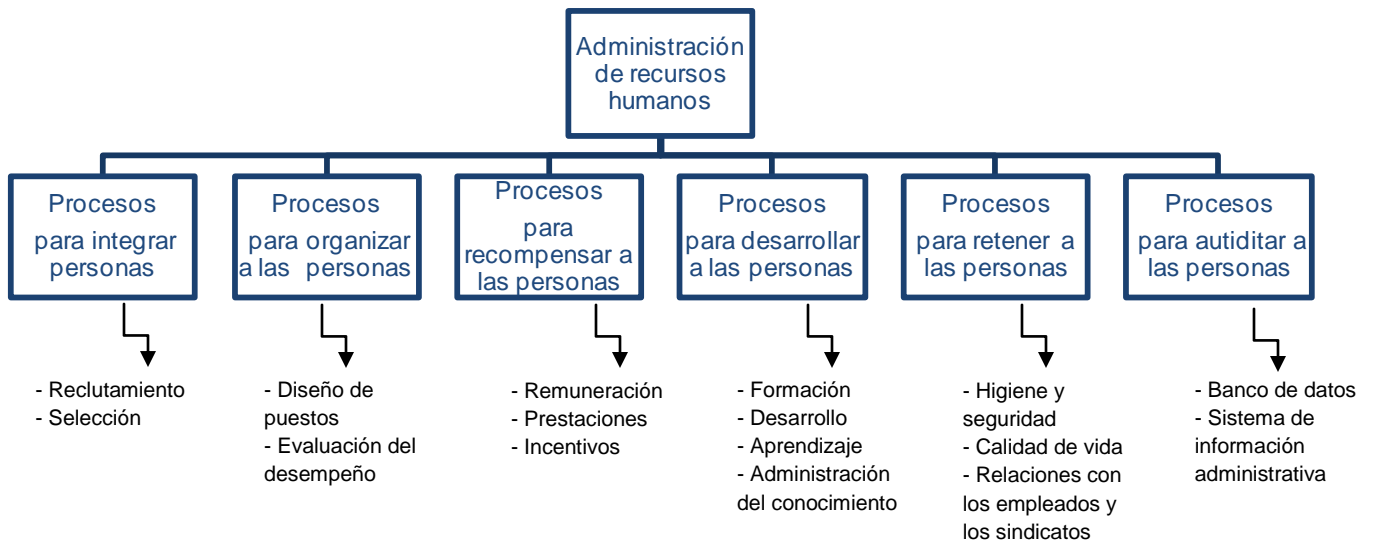 Administración
de recursos
humanos
Procesos
para integrar
personas
Procesos
para organizar
a las personas
Procesos
para
recompensar a
las personas
Procesos
para desarrollar
a las personas
Procesos
para retener a
las personas
Procesos
para autiditar a
las personas
- Reclutamiento
- Selección
- Diseño de
puestos
- Evaluación del
desempeño
- Remuneración
- Prestaciones
- Incentivos
- Formación
- Desarrollo
- Aprendizaje
- Administración
del conocimiento
- Higiene y
seguridad
- Calidad de vida
- Relaciones con
los empleados y
los sindicatos
- Banco de datos
- Sistema de
información
administrativa